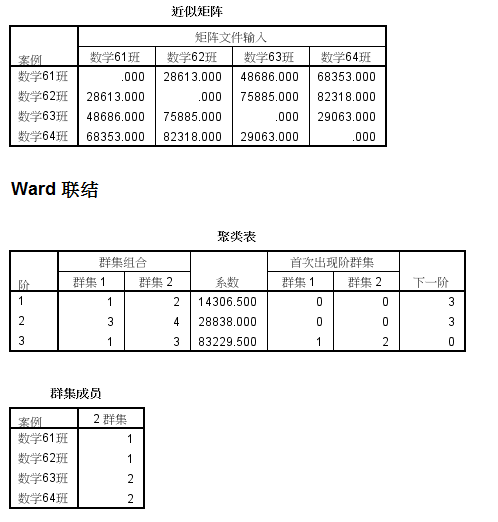 近似矩阵
案例 矩阵文件输入
数学61班 数学62班 数学63班 数学64班
数学61班 .000 28613.000 48686.000 68353.000
数学62班 28613.000 .000 75885.000 82318.000
数学63班 48686.000 75885.000 .000 29063.000
数学64班 68353.000 82318.000 29063.000 .000
Ward 联结
聚类表
阶 群集组合 系数 首次出现阶群集 下一阶
群集 1 群集 2 群集 1 群集 2
1 1 2 14306.500 0 0 3
2 3 4 28838.000 0 0 3
3 1 3 83229.500 1 2 0
群集成员
案例 2 群集
数学61班 1
数学62班 1
数学63班 2
数学64班 2